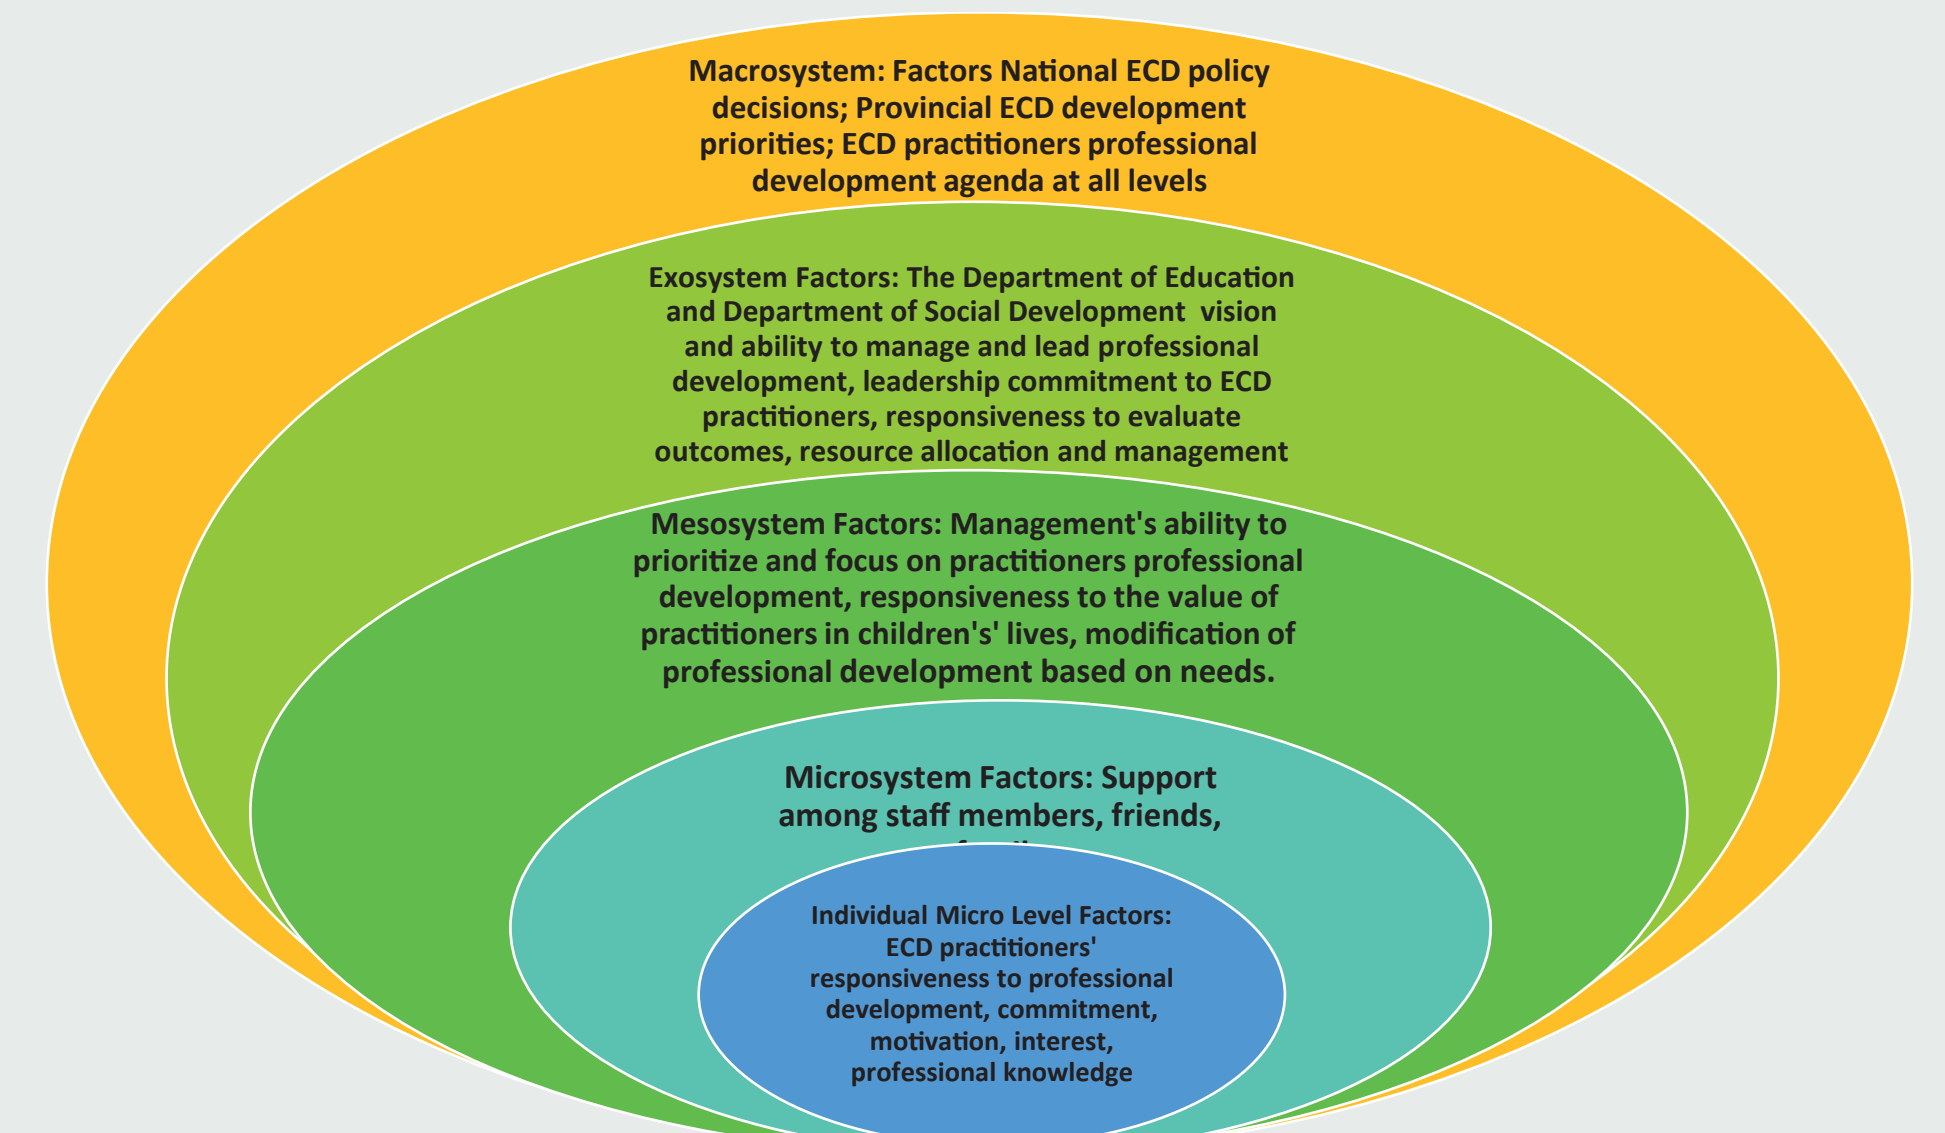 Macrosystem: Factors National ECD policy
decisions; Provincial ECD development
priorities; ECD practitioners professional
development agenda at all levels
Exosystem Factors: The Department of Education
and Department of Social Development vision
and ability to manage and lead professional
development, leadership commitment to ECD
practitioners, responsiveness to evaluate
outcomes, resource allocation and management
Mesosystem Factors: Management's ability to
prioritize and focus on practitioners professional
development, responsiveness to the value of
practitioners in children's' lives, modification of
professional development based on needs.
Microsystem Factors: Support
among staff members, friends,
Individual Micro Level Factors:
ECD practitioners'
responsiveness to professional
development, commitment,
motivation, interest,
professional knowledge